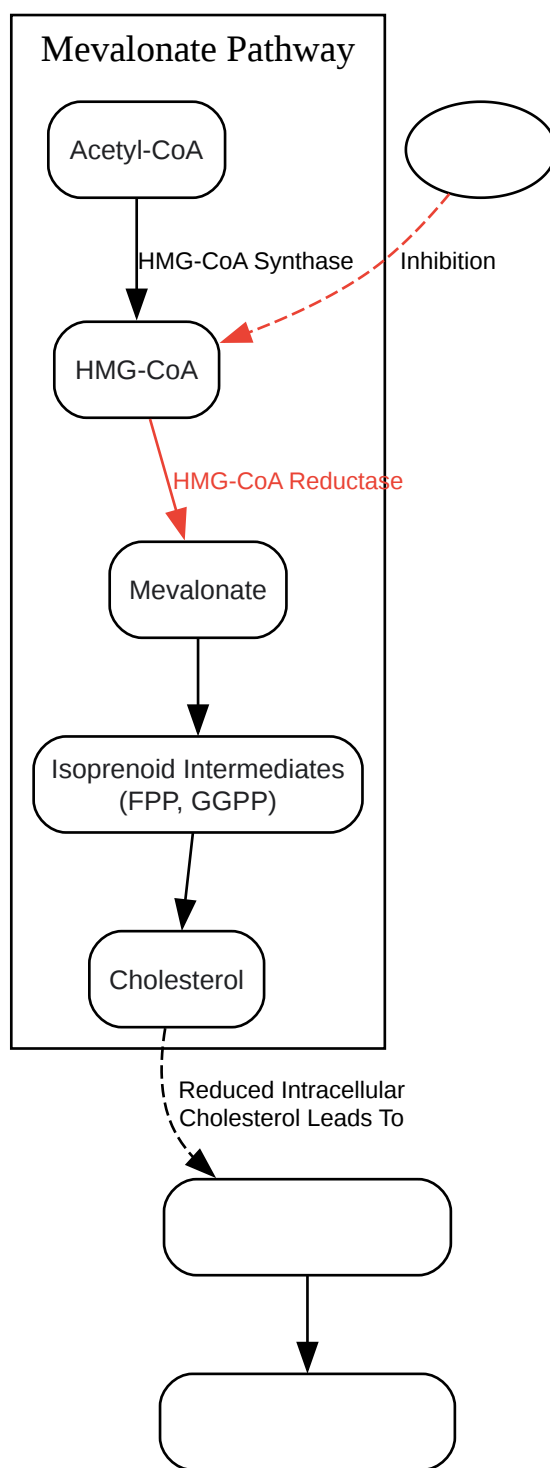 Mevalonate Pathway
Acetyl-CoA
HMG-CoA Synthase
Inhibition
HMG-CoA
HMG-CoA Reductase
Mevalonate
Isoprenoid Intermediates
(FPP, GGPP)
Cholesterol
Reduced Intracellular
Cholesterol Leads To